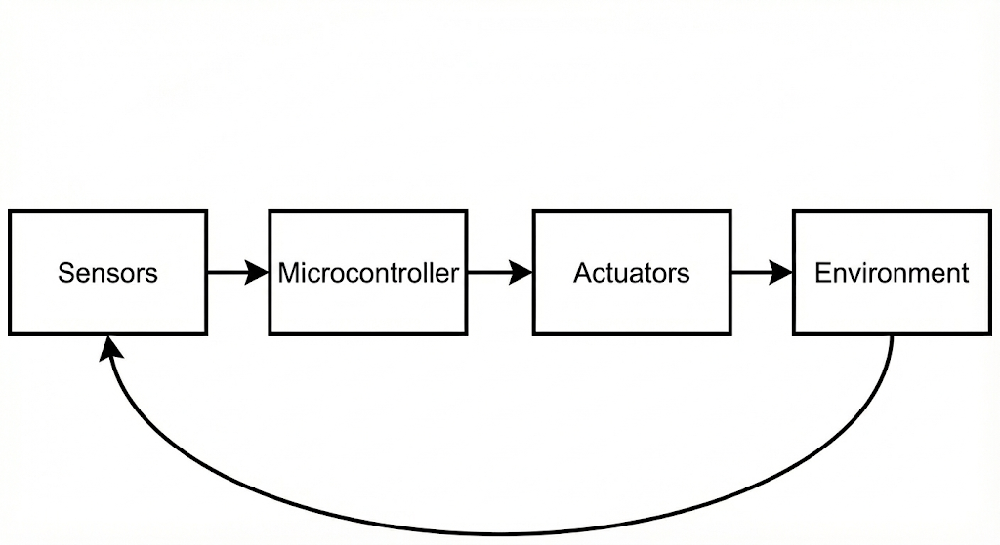 Sensors
Microcontroller
Actuators
Environment